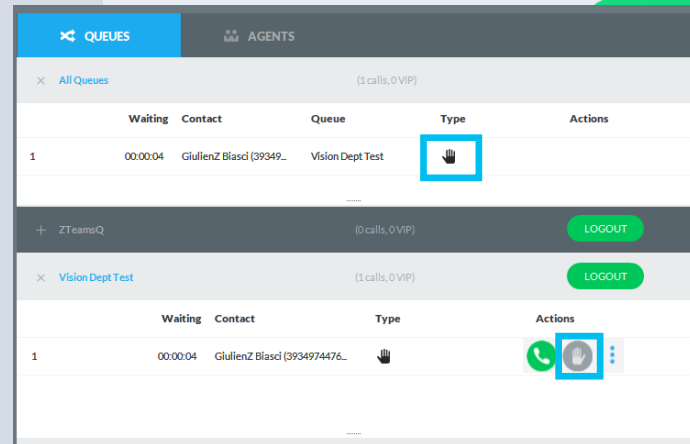 QUEUES AGENTS
× All Queues (1 calls, 0 VIP)
Waiting Contact Queue Type Actions
1 00:00:04 GiulienZ Biasci (39349... Vision Dept Test
.......
+ ZTeamsQ (0 calls, 0 VIP) LOGOUT
× Vision Dept Test (1 calls, 0 VIP) LOGOUT
Waiting Contact Type Actions
1 00:00:04 GiulienZ Biasci (3934974476...
.......